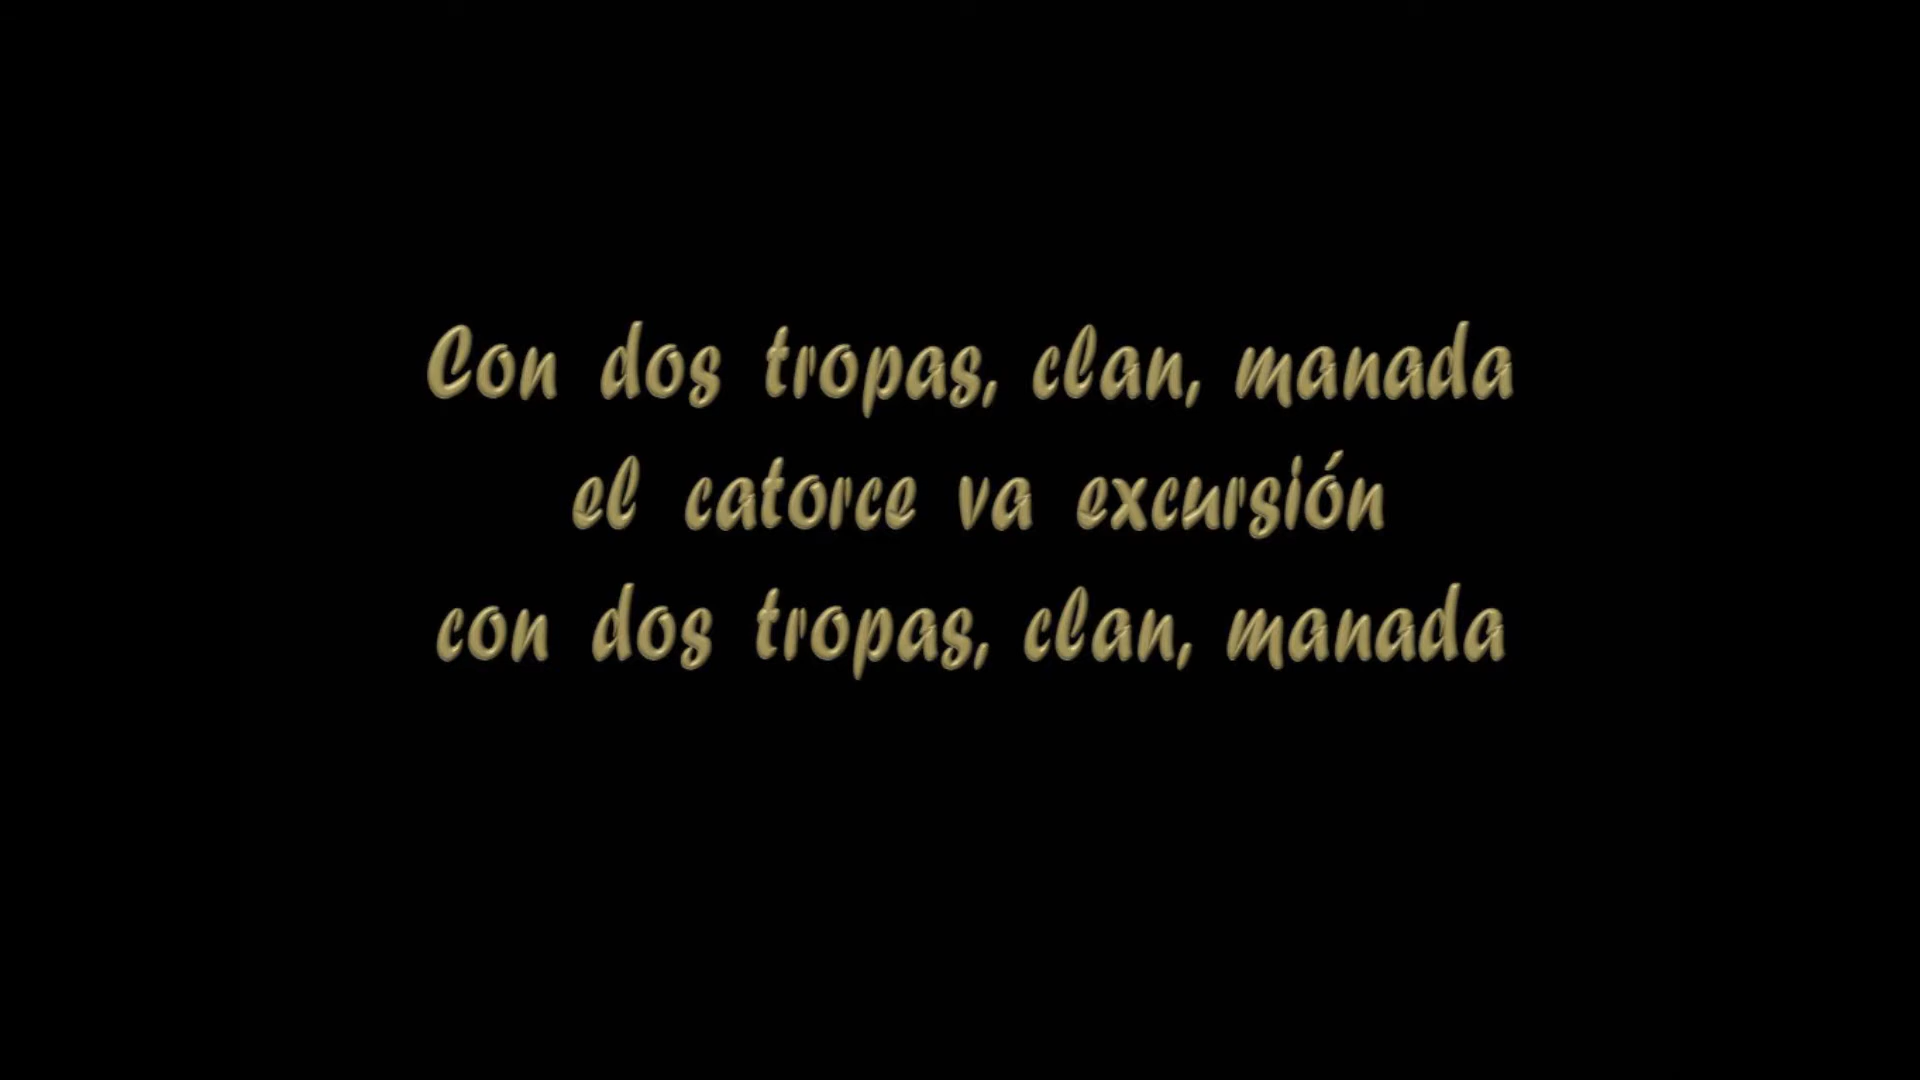 Con dos tropas, clan, manada
el catorce va excursión
con dos tropas, clan, manada